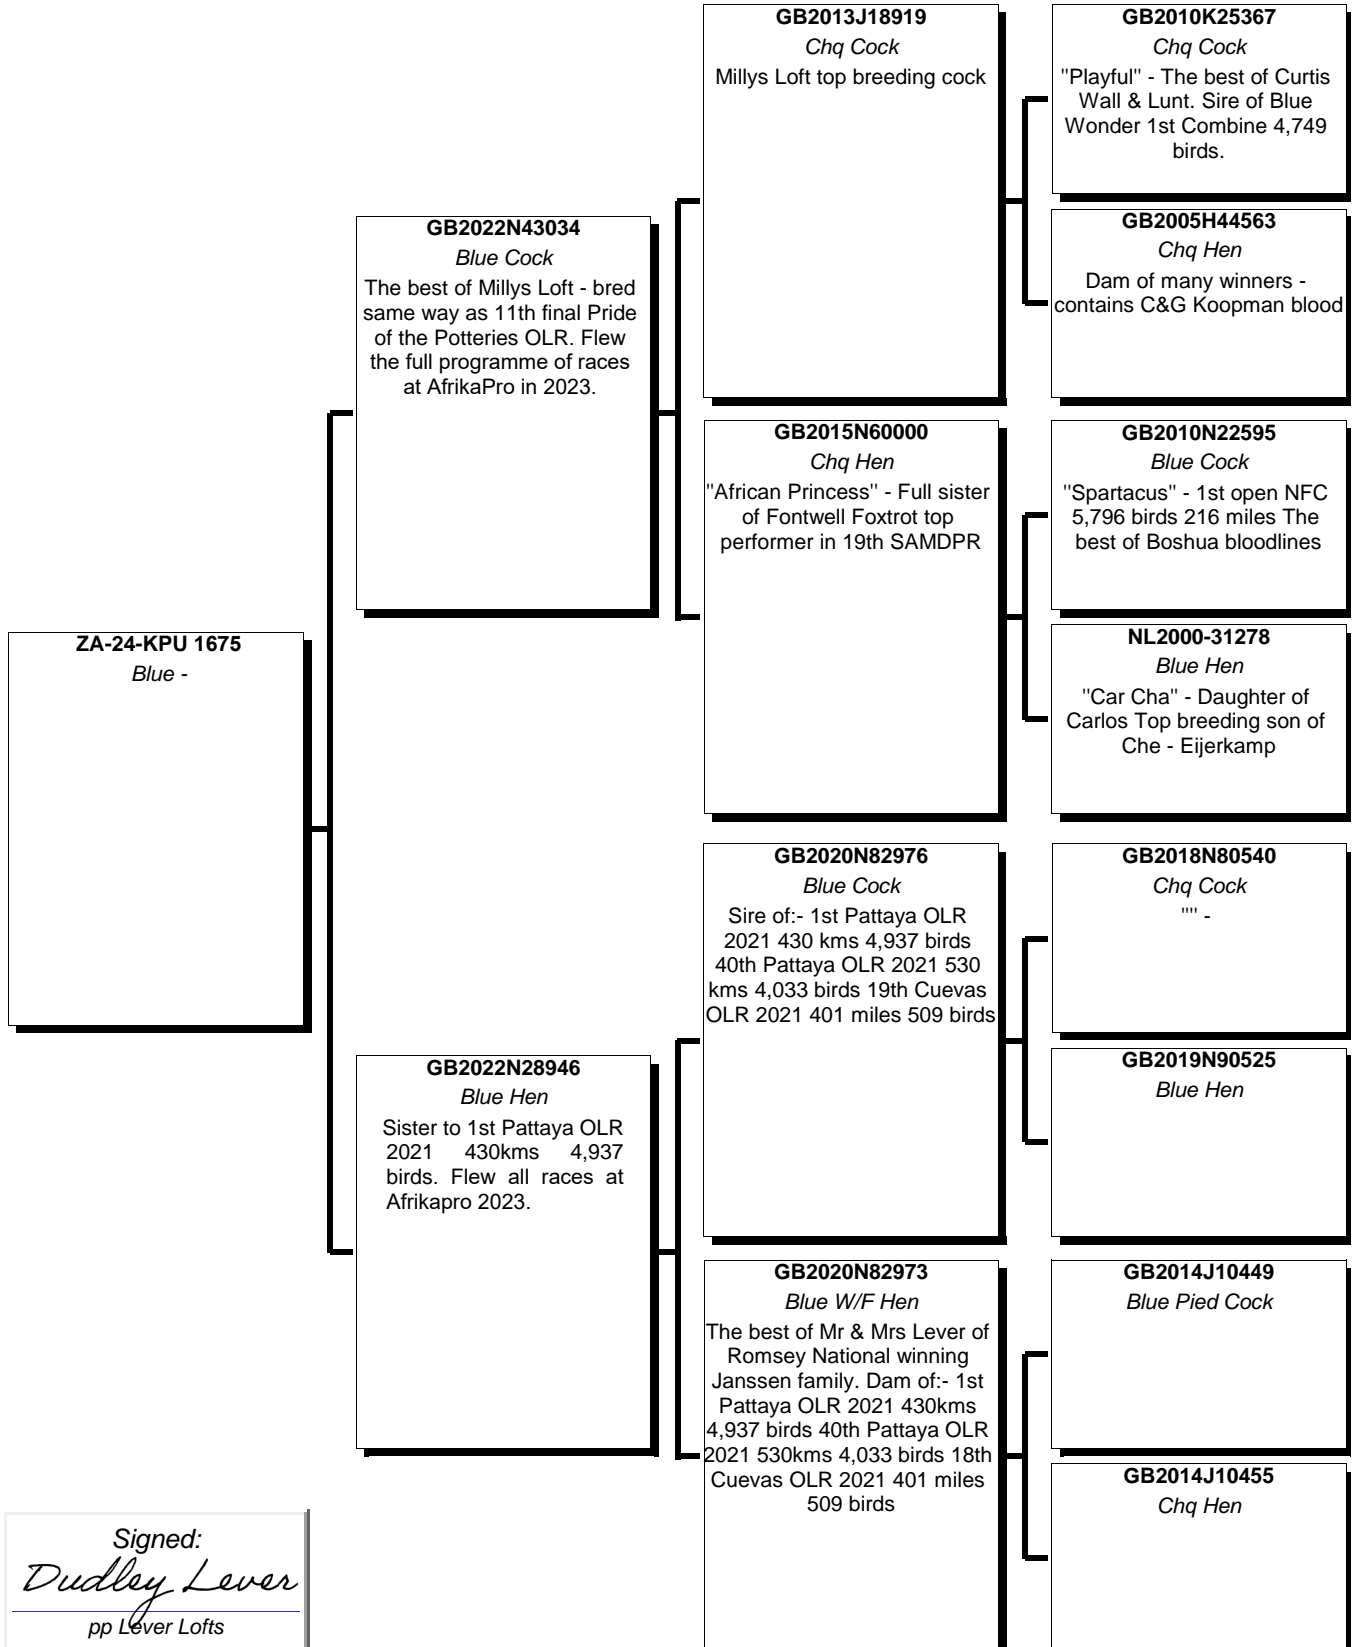 ZA-24-KPU 1675
Blue -
GB2022N43034
Blue Cock
The best of Millys Loft - bred
same way as 11th final Pride
of the Potteries OLR. Flew
the full programme of races
at AfrikaPro in 2023.
GB2022N28946
Blue Hen
Sister to 1st Pattaya OLR
2021 430kms 4,937
birds. Flew all races at
Afrikapro 2023.
GB2013J18919
Chq Cock
Millys Loft top breeding cock
GB2015N60000
Chq Hen
"African Princess" - Full sister
of Fontwell Foxtrot top
performer in 19th SAMDPR
GB2020N82976
Blue Cock
Sire of:- 1st Pattaya OLR
2021 430 kms 4,937 birds
40th Pattaya OLR 2021 530
kms 4,033 birds 19th Cuevas
OLR 2021 401 miles 509 birds
GB2020N82973
Blue W/F Hen
The best of Mr & Mrs Lever of
Romsey National winning
Janssen family. Dam of:- 1st
Pattaya OLR 2021 430kms
4,937 birds 40th Pattaya OLR
2021 530kms 4,033 birds 18th
Cuevas OLR 2021 401 miles
509 birds
GB2010K25367
Chq Cock
"Playful" - The best of Curtis
Wall & Lunt. Sire of Blue
Wonder 1st Combine 4,749
birds.
GB2005H44563
Chq Hen
Dam of many winners -
contains C&G Koopman blood
GB2010N22595
Blue Cock
"Spartacus" - 1st open NFC
5,796 birds 216 miles The
best of Boshua bloodlines
NL2000-31278
Blue Hen
"Car Cha" - Daughter of
Carlos Top breeding son of
Che - Eijerkamp
GB2018N80540
Chq Cock
"" -
GB2019N90525
Blue Hen
GB2014J10449
Blue Pied Cock
GB2014J10455
Chq Hen
Signed:
Dudley Lever
pp Lever Lofts